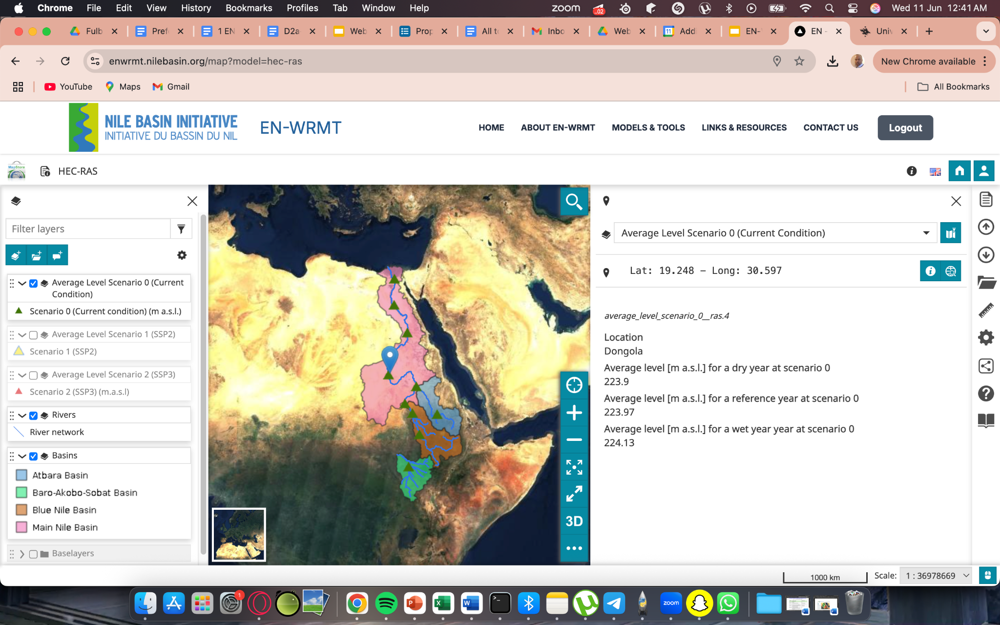 Chrome File Edit View History Bookmarks Profiles Tab Window Help zoom ..02 Wed 11 Jun 12:41 AM
Fulb Pref 1 EN D2a Web Prop All t Inbo Web 11 Add EN- EN - Univ
enwrmt.nilebasin.org/map?model=hec-ras New Chrome available
YouTube Maps Gmail All Bookmarks
NILE BASIN INITIATIVE
INITIATIVE DU BASSIN DU NIL
EN-WRMT
HOME ABOUT EN-WRMT MODELS & TOOLS LINKS & RESOURCES CONTACT US Logout
MapStore HEC-RAS
Filter layers
Average Level Scenario 0 (Current
Condition)
Scenario 0 (Current condition) (m a.s.l.)
Average Level Scenario 1 (SSP2)
Scenario 1 (SSP2)
Average Level Scenario 2 (SSP3)
Scenario 2 (SSP3) (m.a.s.l)
Rivers
River network
Basins
Atbara Basin
Baro-Akobo-Sobat Basin
Blue Nile Basin
Main Nile Basin
Baselayers
3D
Average Level Scenario 0 (Current Condition)
Lat: 19.248 – Long: 30.597
average_level_scenario_0__ras.4
Location
Dongola
Average level [m a.s.l.] for a dry year at scenario 0
223.9
Average level [m a.s.l.] for a reference year at scenario 0
223.97
Average level [m a.s.l.] for a wet year year at scenario 0
224.13
1000 km Scale: 1 : 36978669
1 P X W zoom